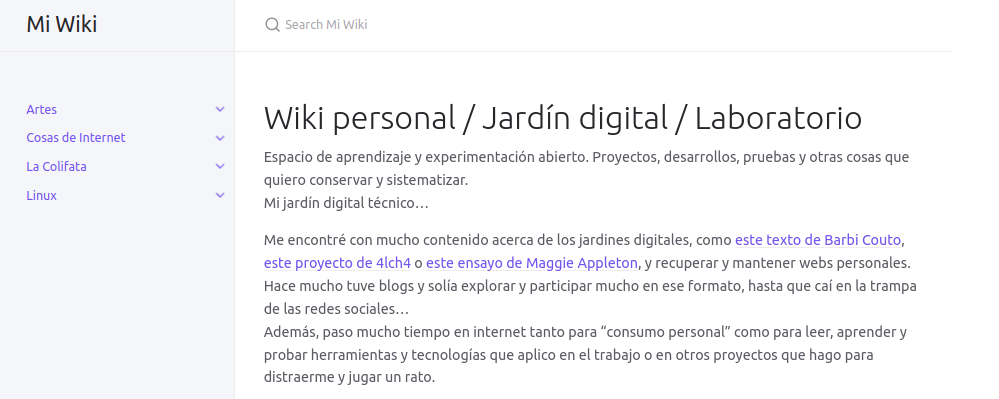 Mi Wiki
Search Mi Wiki
Artes
Cosas de Internet
La Colifata
Linux
Wiki personal / Jardín digital / Laboratorio
Espacio de aprendizaje y experimentación abierto. Proyectos, desarrollos, pruebas y otras cosas que
quiero conservar y sistematizar.
Mi jardín digital técnico…
Me encontré con mucho contenido acerca de los jardines digitales, como este texto de Barbi Couto,
este proyecto de 4lch4 o este ensayo de Maggie Appleton, y recuperar y mantener webs personales.
Hace mucho tuve blogs y solía explorar y participar mucho en ese formato, hasta que caí en la trampa
de las redes sociales…
Además, paso mucho tiempo en internet tanto para “consumo personal” como para leer, aprender y
probar herramientas y tecnologías que aplico en el trabajo o en otros proyectos que hago para
distraerme y jugar un rato.